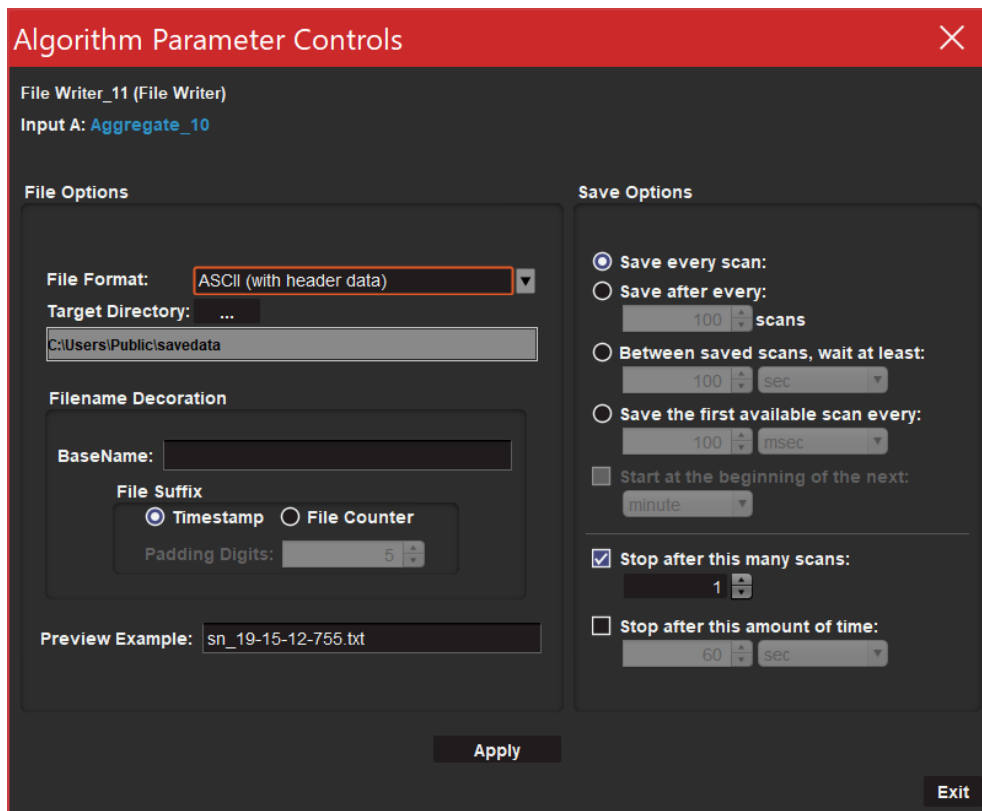 Algorithm Parameter Controls
File Writer_11 (File Writer)
Input A: Aggregate_10
File Options
File Format: ASCII (with header data)
Target Directory: ...
C:\Users\Public\savedata
Filename Decoration
BaseName:
File Suffix
Timestamp File Counter
Padding Digits: 5
Preview Example: sn_19-15-12-755.txt
Save Options
Save every scan:
Save after every:
100 scans
Between saved scans, wait at least:
100 sec
Save the first available scan every:
100 msec
Start at the beginning of the next:
minute
Stop after this many scans:
1
Stop after this amount of time:
60 sec
Apply
Exit